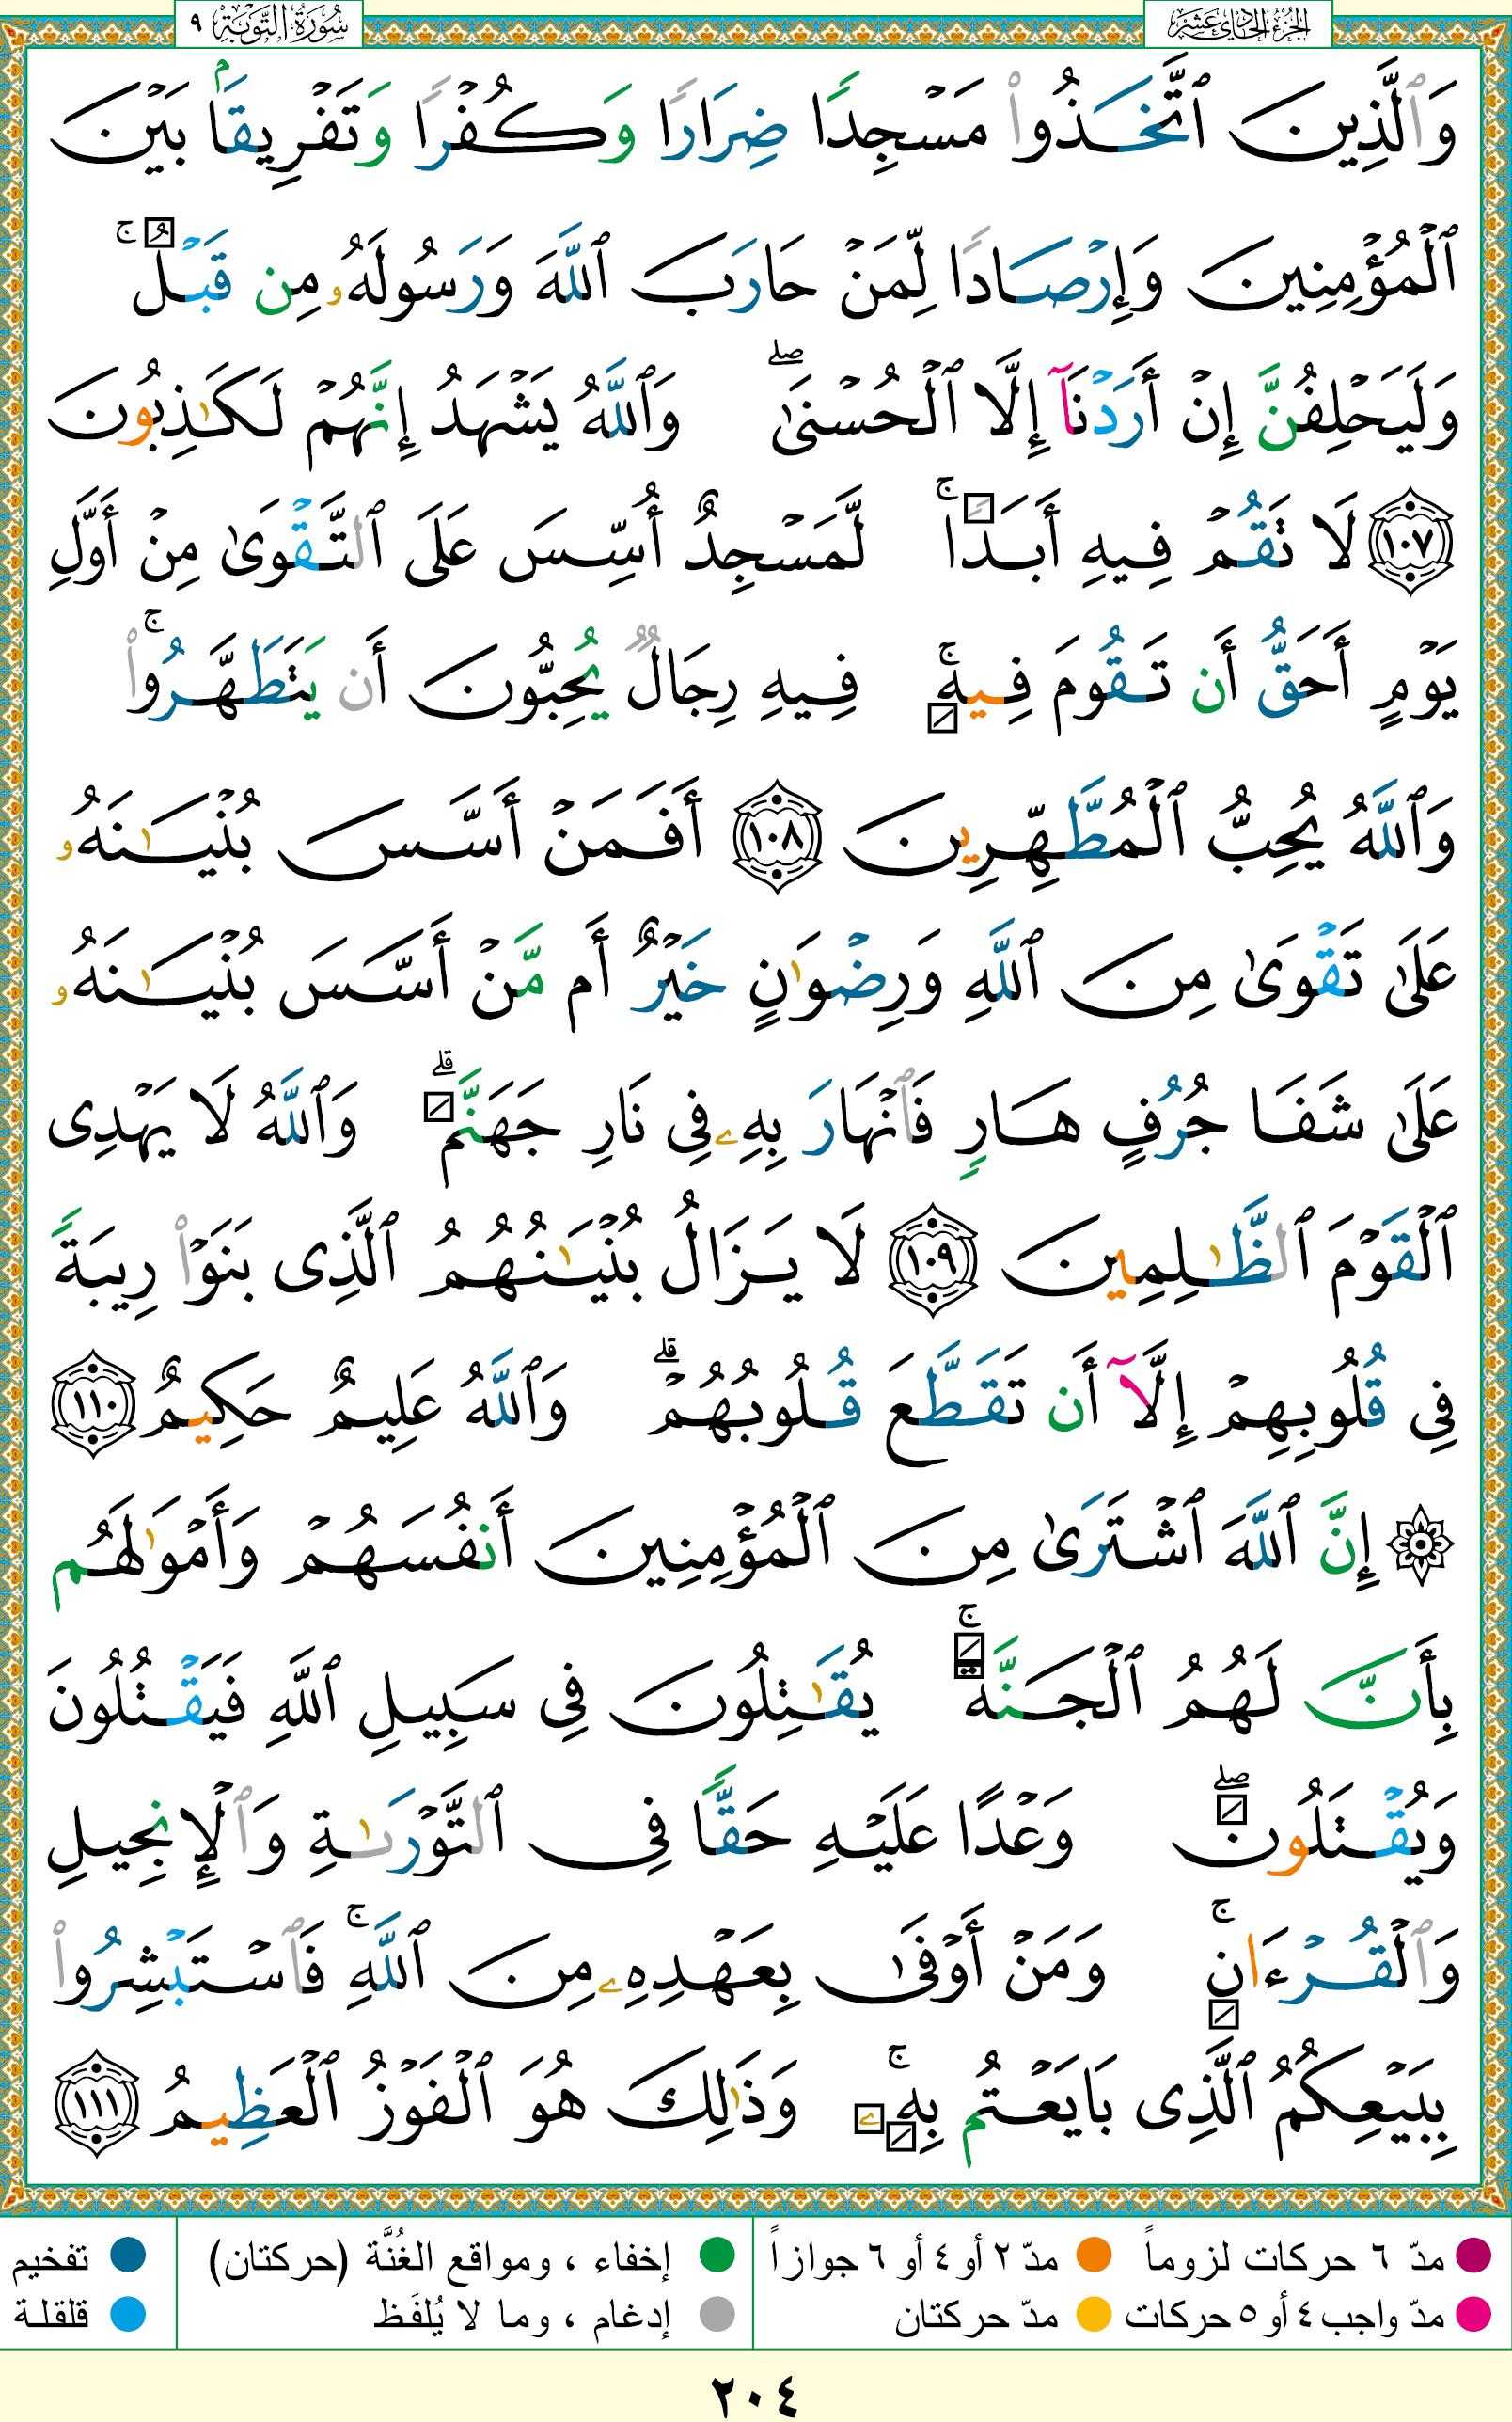 الجزء الحادي عشر
سورة التوبة ٩
وَٱلَّذِينَ ٱتَّخَذُوا۟ مَسْجِدًا ضِرَارًا وَكُفْرًا وَتَفْرِيقًۢا بَيْنَ
ٱلْمُؤْمِنِينَ وَإِرْصَادًا لِّمَنْ حَارَبَ ٱللَّهَ وَرَسُولَهُۥ مِن قَبْلُ ۚ
وَلَيَحْلِفُنَّ إِنْ أَرَدْنَآ إِلَّا ٱلْحُسْنَىٰ ۖ وَٱللَّهُ يَشْهَدُ إِنَّهُمْ لَكَـٰذِبُونَ
١٠٧ لَا تَقُمْ فِيهِ أَبَدًا ۚ لَّمَسْجِدٌ أُسِّسَ عَلَى ٱلتَّقْوَىٰ مِنْ أَوَّلِ
يَوْمٍ أَحَقُّ أَن تَقُومَ فِيهِ ۚ فِيهِ رِجَالٌ يُحِبُّونَ أَن يَتَطَهَّرُوا۟ ۚ
وَٱللَّهُ يُحِبُّ ٱلْمُطَّهِّرِينَ ١٠٨ أَفَمَنْ أَسَّسَ بُنْيَـٰنَهُۥ
عَلَىٰ تَقْوَىٰ مِنَ ٱللَّهِ وَرِضْوَٰنٍ خَيْرٌ أَم مَّنْ أَسَّسَ بُنْيَـٰنَهُۥ
عَلَىٰ شَفَا جُرُفٍ هَارٍ فَٱنْهَارَ بِهِۦ فِى نَارِ جَهَنَّمَ ۗ وَٱللَّهُ لَا يَهْدِى
ٱلْقَوْمَ ٱلظَّـٰلِمِينَ ١٠٩ لَا يَزَالُ بُنْيَـٰنُهُمُ ٱلَّذِى بَنَوْا۟ رِيبَةً
فِى قُلُوبِهِمْ إِلَّآ أَن تَقَطَّعَ قُلُوبُهُمْ ۗ وَٱللَّهُ عَلِيمٌ حَكِيمٌ ١١٠
۞ إِنَّ ٱللَّهَ ٱشْتَرَىٰ مِنَ ٱلْمُؤْمِنِينَ أَنفُسَهُمْ وَأَمْوَٰلَهُم
بِأَنَّ لَهُمُ ٱلْجَنَّةَ ۚ يُقَـٰتِلُونَ فِى سَبِيلِ ٱللَّهِ فَيَقْتُلُونَ
وَيُقْتَلُونَ ۖ وَعْدًا عَلَيْهِ حَقًّا فِى ٱلتَّوْرَىٰةِ وَٱلْإِنجِيلِ
وَٱلْقُرْءَانِ ۚ وَمَنْ أَوْفَىٰ بِعَهْدِهِۦ مِنَ ٱللَّهِ ۚ فَٱسْتَبْشِرُوا۟
بِبَيْعِكُمُ ٱلَّذِى بَايَعْتُم بِهِۦ ۚ وَذَٰلِكَ هُوَ ٱلْفَوْزُ ٱلْعَظِيمُ ١١١
مدّ ٦ حركات لزوماً مدّ ٢ أو ٤ أو ٦ جوازاً
مدّ واجب ٤ أو ٥ حركات مدّ حركتان
إخفاء ، ومواقع الغُنَّة (حركتان)
إدغام ، وما لا يُلفَظ
تفخيم
قلقلة
٢٠٤